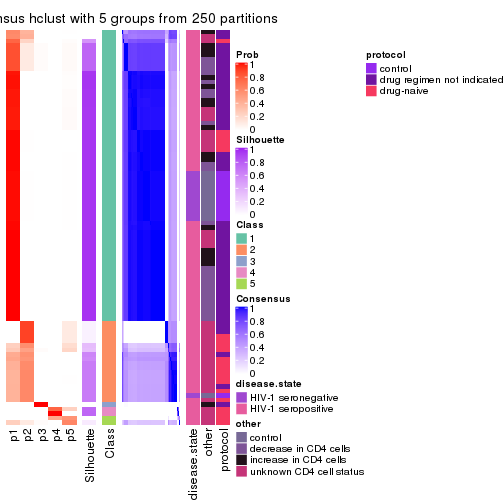 nsus hclust with 5 groups from 250 partitions
Prob
1
0.8
0.6
0.4
0.2
0
Silhouette
1
0.8
0.6
0.4
0.2
0
Class
1
2
3
4
5
Consensus
1
0.8
0.6
0.4
0.2
0
disease.state
HIV-1 seronegative
HIV-1 seropositive
other
control
decrease in CD4 cells
increase in CD4 cells
unknown CD4 cell status
protocol
control
drug regimen not indicated
drug-naive
p1
p2
p3
p4
p5
Silhouette
Class
disease.state
other
protocol